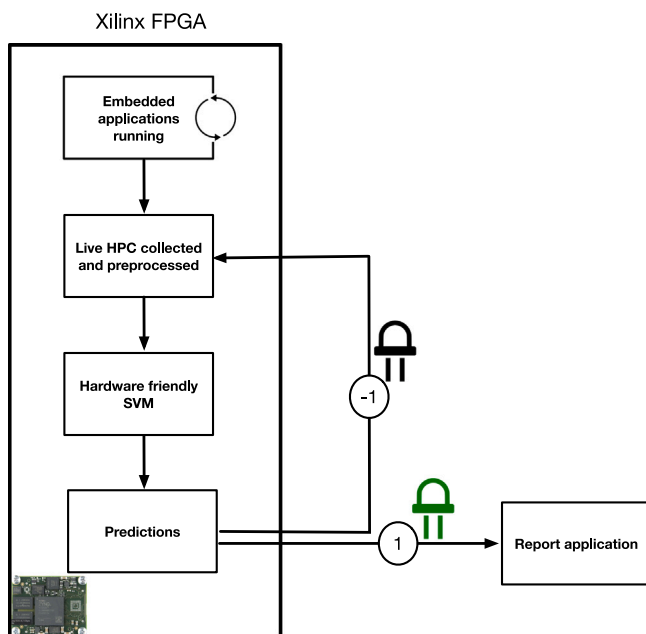 Xilinx FPGA
Embedded
applications
running
Live HPC collected
and preprocessed
Hardware friendly
SVM
-1
Predictions
1
Report application